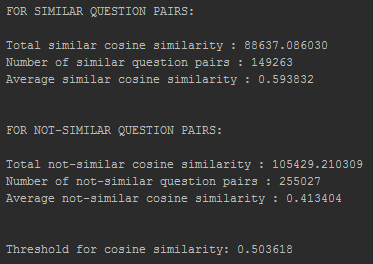 FOR SIMILAR QUESTION PAIRS:
Total similar cosine similarity : 88637.086030
Number of similar question pairs : 149263
Average similar cosine similarity : 0.593832
FOR NOT-SIMILAR QUESTION PAIRS:
Total not-similar cosine similarity : 105429.210309
Number of not-similar question pairs : 255027
Average not-similar cosine similarity : 0.413404
Threshold for cosine similarity: 0.503618